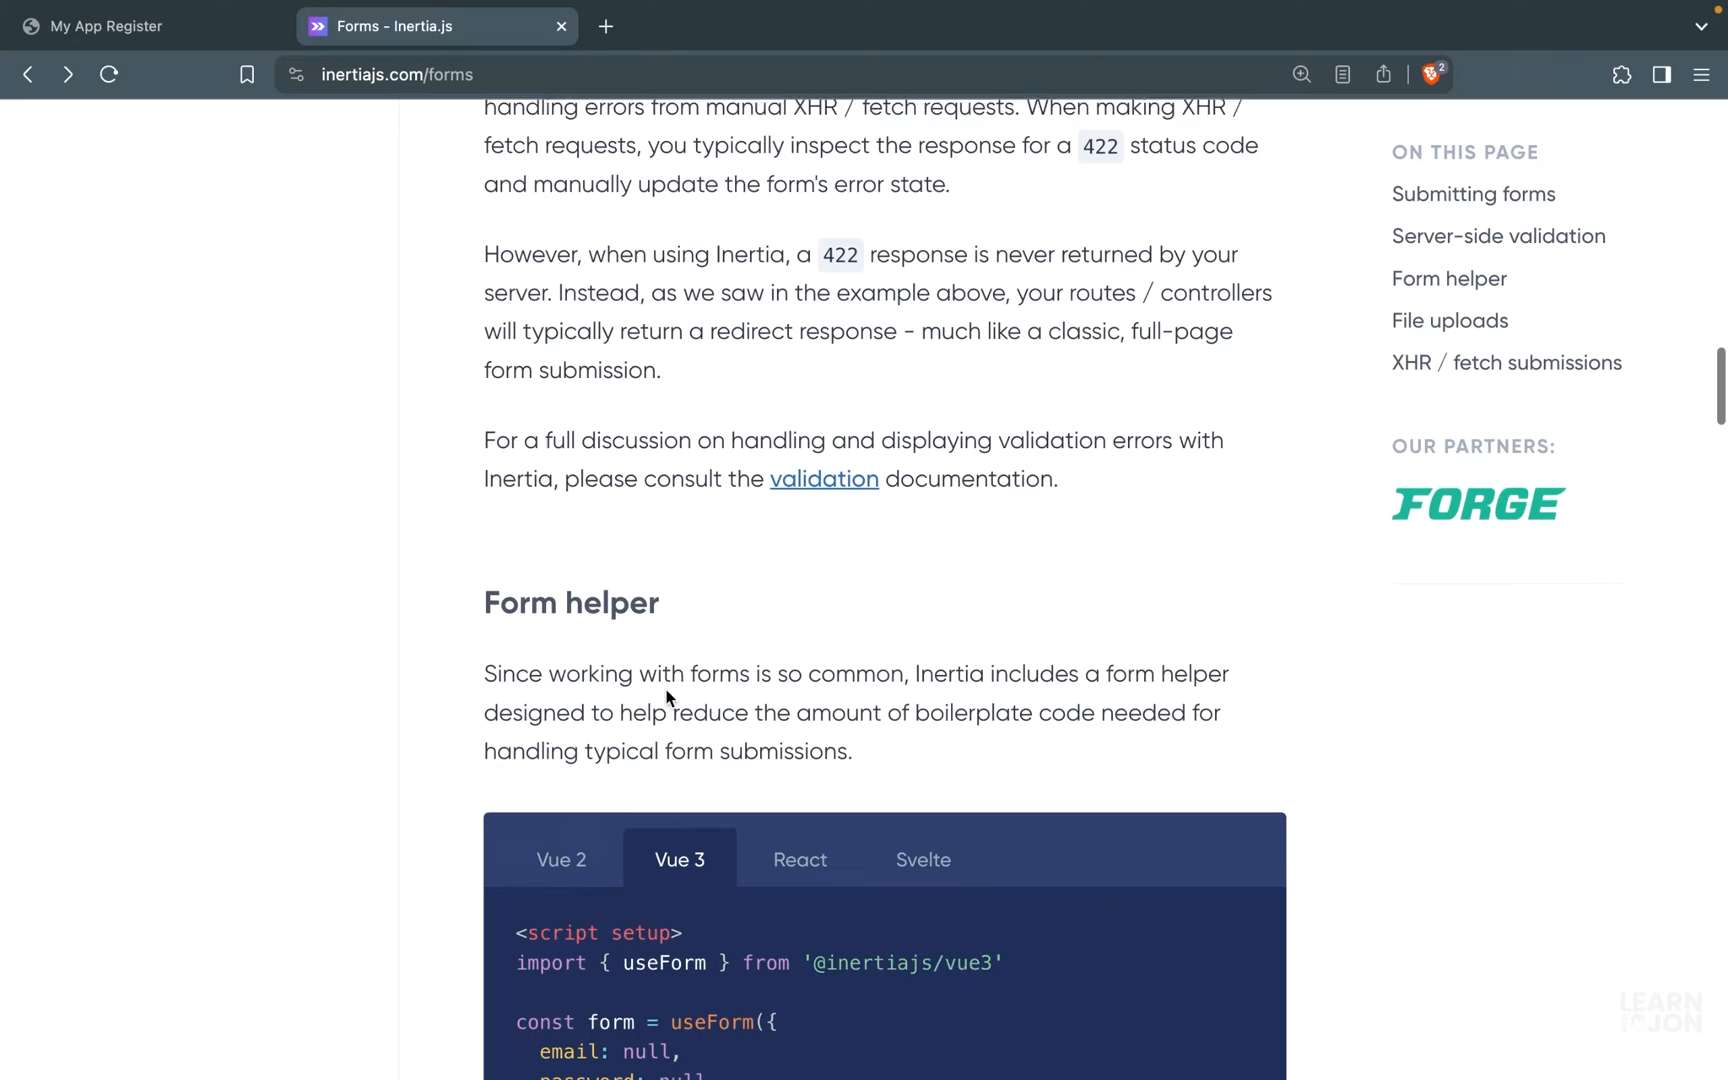 My App Register
Forms - Inertia.js
inertiajs.com/forms
2
handling errors from manual XHR / fetch requests. When making XHR /
fetch requests, you typically inspect the response for a 422 status code
and manually update the form's error state.
However, when using Inertia, a 422 response is never returned by your
server. Instead, as we saw in the example above, your routes / controllers
will typically return a redirect response - much like a classic, full-page
form submission.
For a full discussion on handling and displaying validation errors with
Inertia, please consult the validation documentation.
Form helper
Since working with forms is so common, Inertia includes a form helper
designed to help reduce the amount of boilerplate code needed for
handling typical form submissions.
Vue 2 Vue 3 React Svelte
<script setup>
import { useForm } from '@inertiajs/vue3'
const form = useForm({
email: null,
password: null
ON THIS PAGE
Submitting forms
Server-side validation
Form helper
File uploads
XHR / fetch submissions
OUR PARTNERS:
FORGE
LEARN
JON